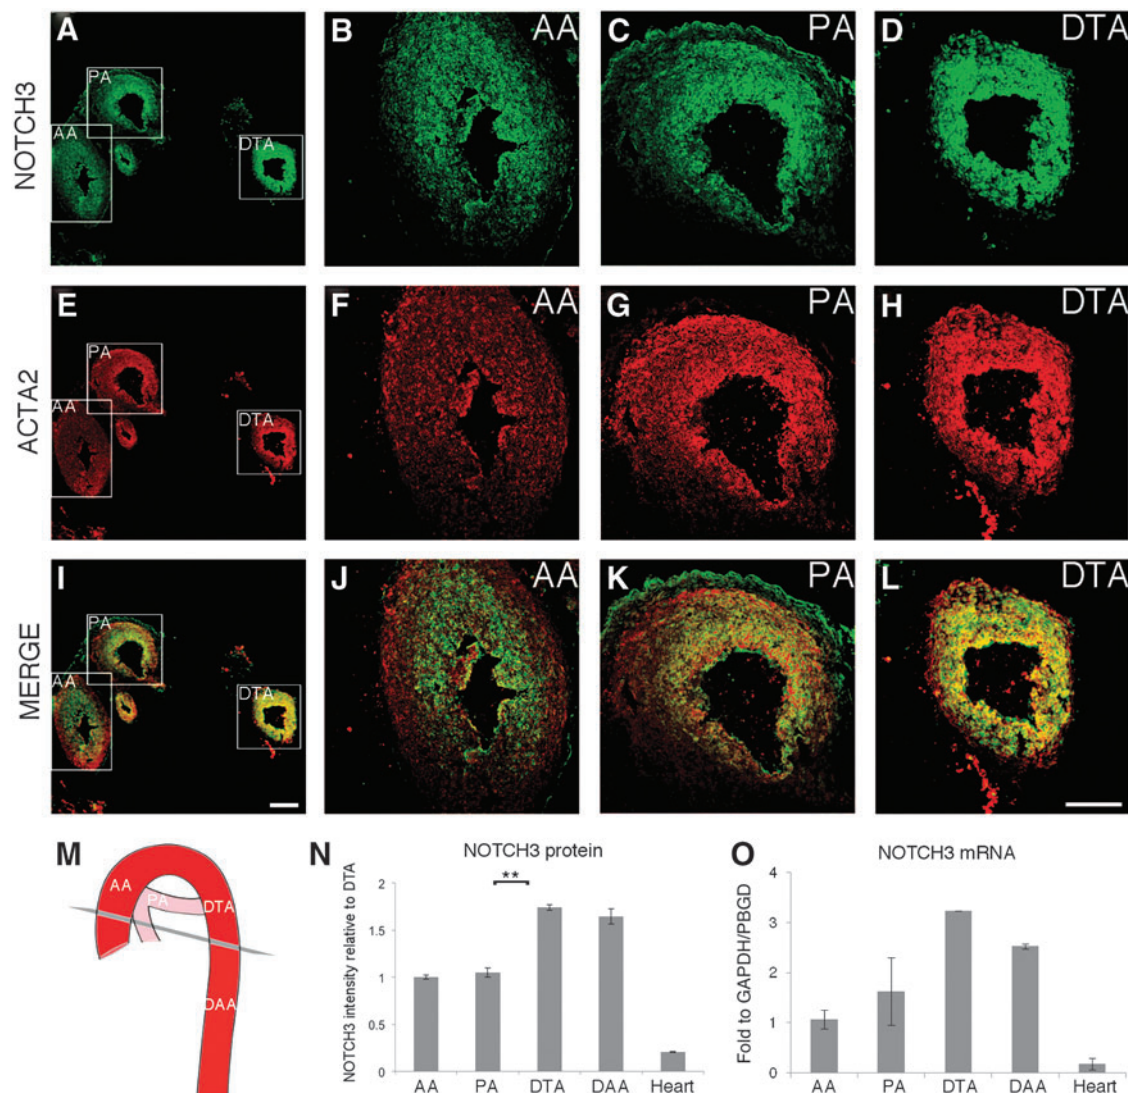 NOTCH3
A
PA
AA
DTA
B
AA
C
PA
D
DTA
ACTA2
E
PA
AA
DTA
F
AA
G
PA
H
DTA
MERGE
I
PA
AA
DTA
J
AA
K
PA
L
DTA
M
AA
PA
DTA
DAA
N
NOTCH3 protein
NOTCH3 intensity relative to DTA
2
1.5
1
0.5
0
**
AA PA DTA DAA Heart
O
NOTCH3 mRNA
Fold to GAPDH/PBGD
4
3
2
1
0
AA PA DTA DAA Heart